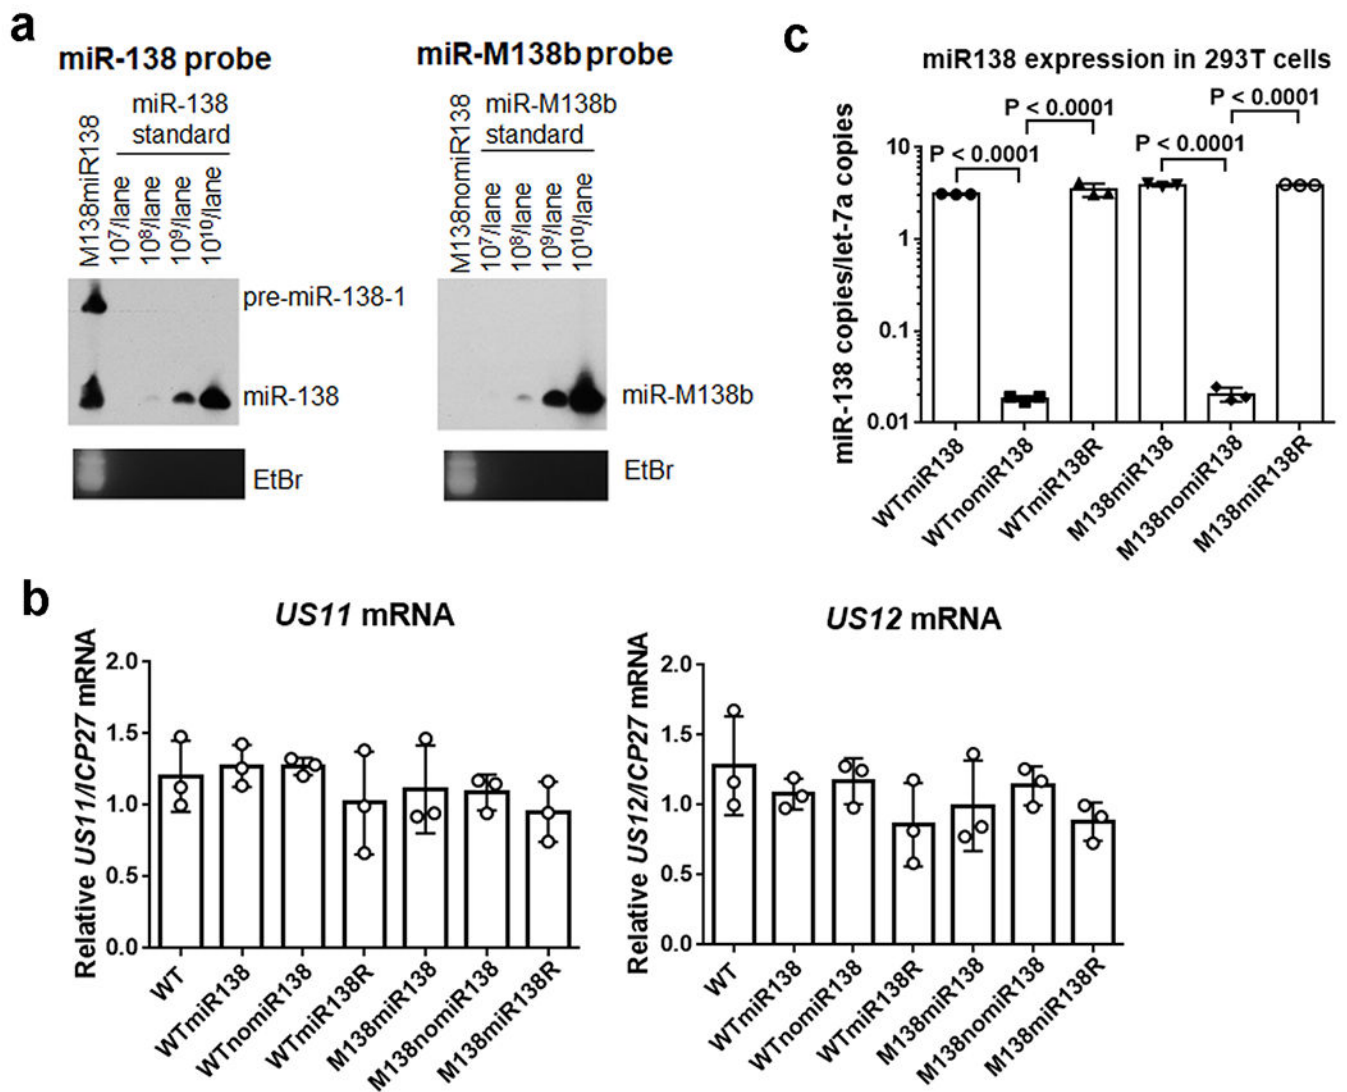 a
miR-138 probe
miR-138
standard
M138miR138
10⁷/lane
10⁸/lane
10⁹/lane
10¹⁰/lane
pre-miR-138-1
miR-138
EtBr
miR-M138b probe
miR-M138b
standard
M138nomiR138
10⁷/lane
10⁸/lane
10⁹/lane
10¹⁰/lane
miR-M138b
EtBr
c
miR138 expression in 293T cells
P < 0.0001
P < 0.0001
P < 0.0001
P < 0.0001
miR-138 copies/let-7a copies
10
1
0.1
0.01
WTmiR138
WTnomiR138
WTmiR138R
M138miR138
M138nomiR138
M138miR138R
b
US11 mRNA
Relative US11/ICP27 mRNA
2.0
1.5
1.0
0.5
0.0
WT
WTmiR138
WTnomiR138
WTmiR138R
M138miR138
M138nomiR138
M138miR138R
US12 mRNA
Relative US12/ICP27 mRNA
2.0
1.5
1.0
0.5
0.0
WT
WTmiR138
WTnomiR138
WTmiR138R
M138miR138
M138nomiR138
M138miR138R